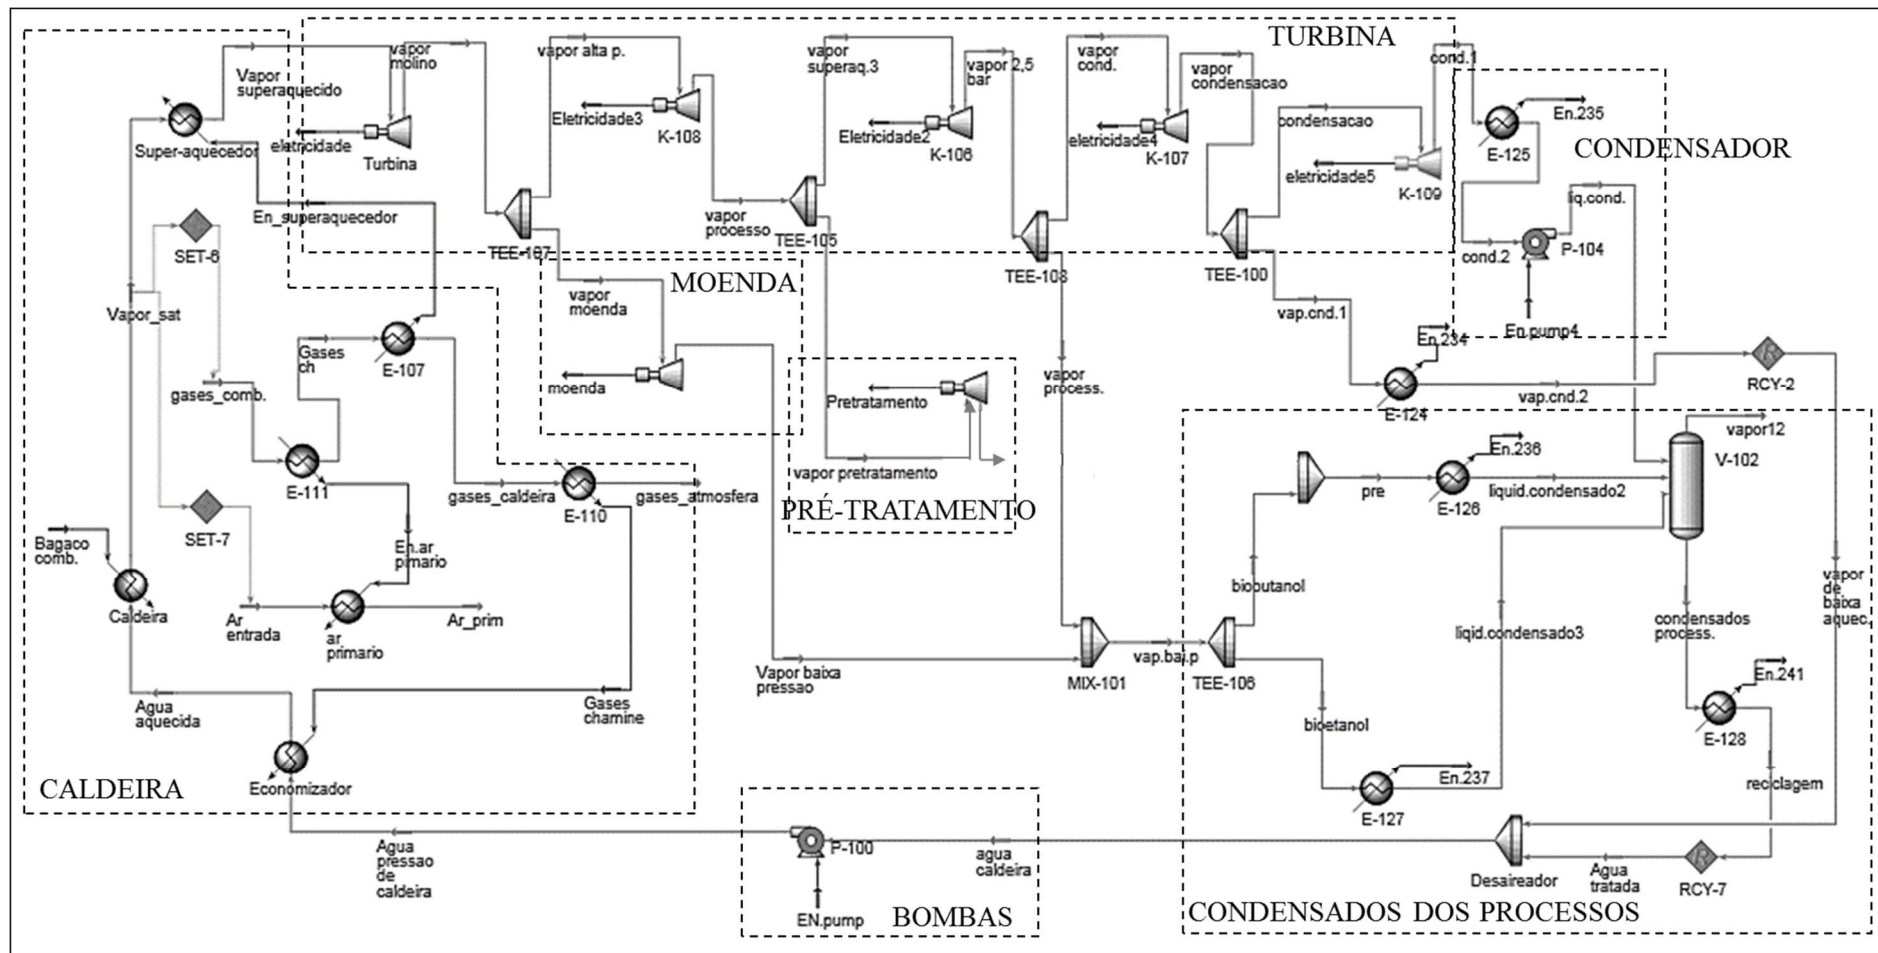 TURBINA
vapor
molino
vapor alta p.
vapor
superaq.3
vapor 2,5
bar
vapor
cond.
vapor
condensacao
cond.1
Vapor
superaquecido
Super-aquecedor
eletricidade
Turbina
Eletricidade3
K-108
Eletricidade2
K-106
eletricidade4
K-107
condensacao
eletricidade5
K-109
En.235
E-125
CONDENSADOR
liq.cond.
P-104
cond.2
En.pump4
En_superaquecedor
TEE-107
vapor
processo
TEE-105
TEE-108
TEE-100
SET-6
Vapor_sat
gases_comb.
Gases
ch
E-107
MOENDA
vapor
moenda
moenda
Pretratamento
vapor pretratamento
PRÉ-TRATAMENTO
vapor
process.
vap.cnd.1
En.234
E-124
vap.cnd.2
RCY-2
E-111
gases_caldeira
E-110
gases_atmosfera
SET-7
Bagaco
comb.
Caldeira
En.ar
pimario
Ar
entrada
ar
primario
Ar_prim
Agua
aquecida
Gases
chamine
Economizador
CALDEIRA
Vapor baixa
pressao
MIX-101
vap.bai.p
TEE-106
biobutanol
bioetanol
pre
En.236
E-126
liquid.condensado2
vapor12
V-102
liqid.condensado3
condensados
process.
vapor
de
baixa
aquec.
En.241
E-128
reciclagem
En.237
E-127
Agua
pressao
de
caldeira
P-100
EN.pump
BOMBAS
agua
caldeira
Desaireador
Agua
tratada
RCY-7
CONDENSADOS DOS PROCESSOS